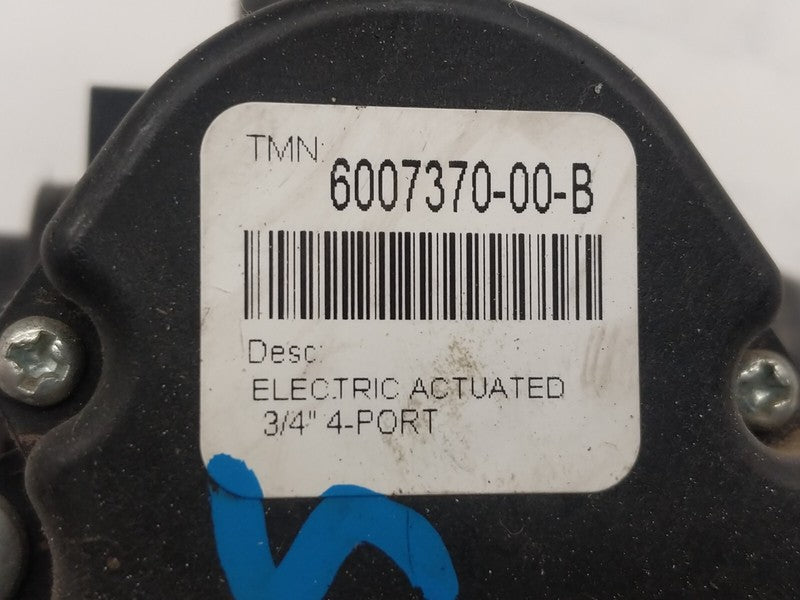 TMN:
6007370-00-B
Desc:
ELECTRIC ACTUATED
3/4" 4-PORT